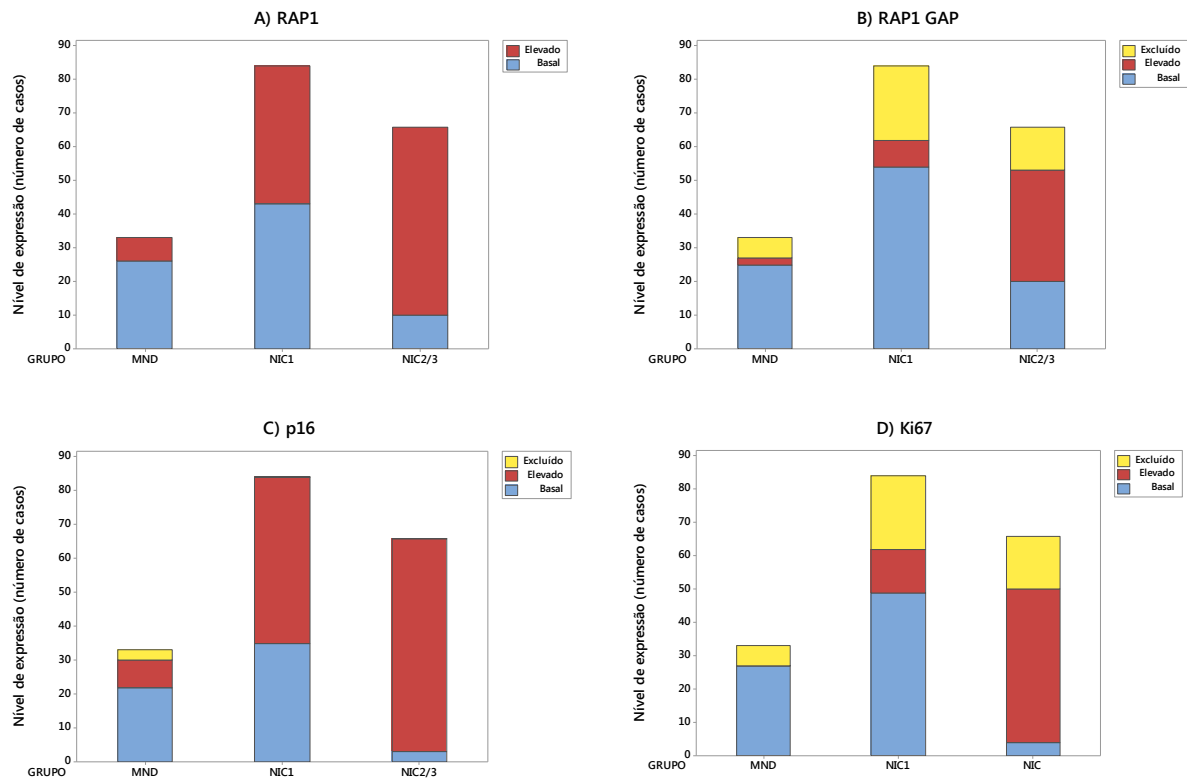 A) RAP1
Nível de expressão (número de casos)
90
80
70
60
50
40
30
20
10
0
GRUPO MND NIC1 NIC2/3
Elevado
Basal
B) RAP1 GAP
Nível de expressão (número de casos)
90
80
70
60
50
40
30
20
10
0
GRUPO MND NIC1 NIC2/3
Excluído
Elevado
Basal
C) p16
Nível de expressão (número de casos)
90
80
70
60
50
40
30
20
10
0
GRUPO MND NIC1 NIC2/3
Excluído
Elevado
Basal
D) Ki67
Nível de expressão (número de casos)
90
80
70
60
50
40
30
20
10
0
GRUPO MND NIC1 NIC
Excluído
Elevado
Basal